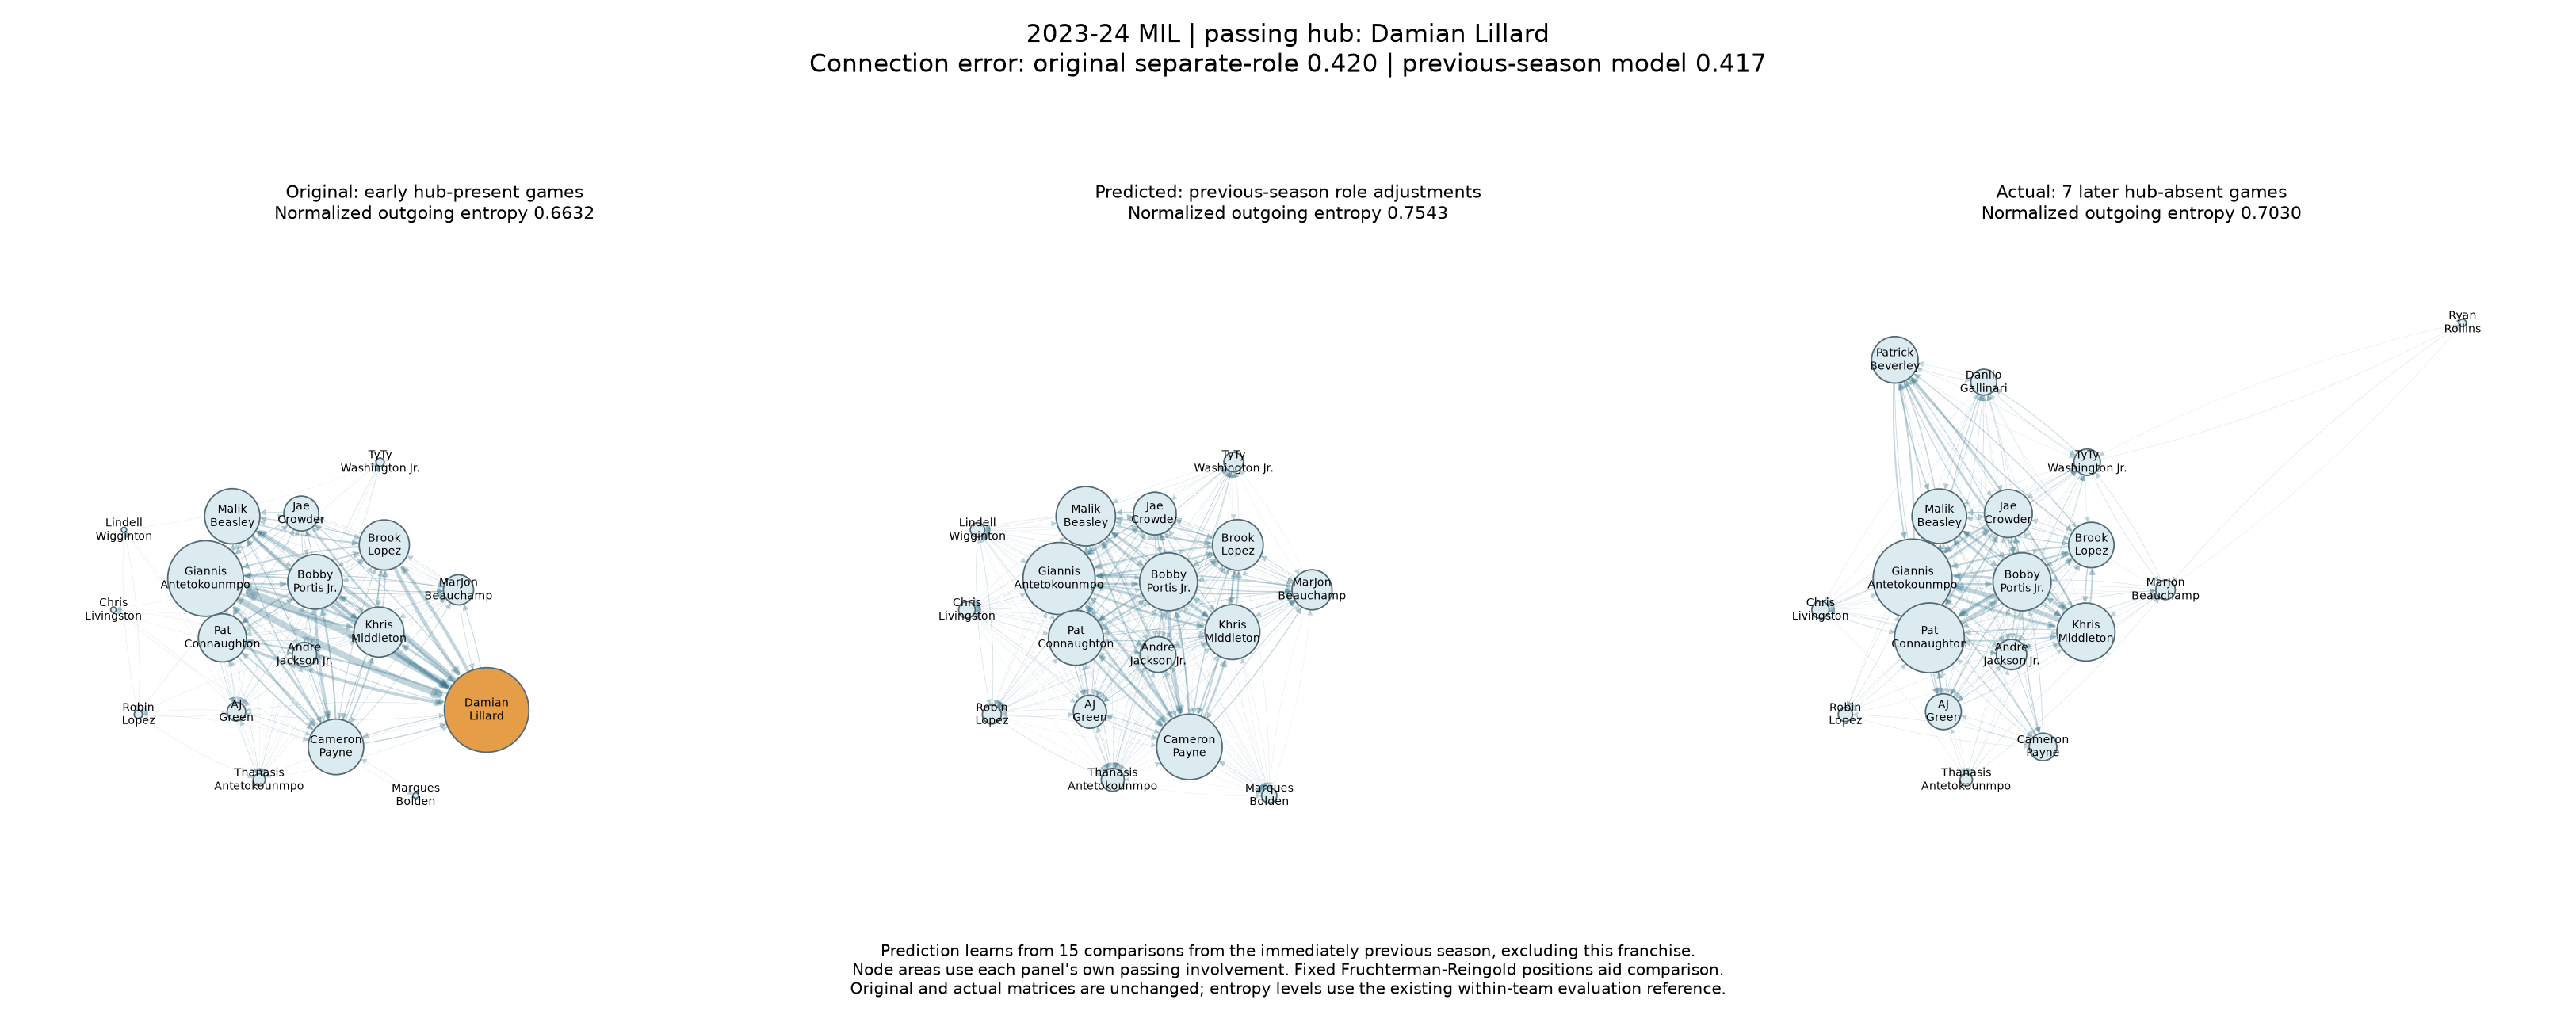 2023-24 MIL | passing hub: Damian Lillard
Connection error: original separate-role 0.420 | previous-season model 0.417
Original: early hub-present games
Normalized outgoing entropy 0.6632
TyTy
Washington Jr.
Malik
Beasley
Jae
Crowder
Lindell
Wigginton
Brook
Lopez
Giannis
Antetokounmpo
Bobby
Portis Jr.
MarJon
Beauchamp
Chris
Livingston
Pat
Connaughton
Khris
Middleton
Andre
Jackson Jr.
Damian
Lillard
Robin
Lopez
AJ
Green
Cameron
Payne
Thanasis
Antetokounmpo
Marques
Bolden
Predicted: previous-season role adjustments
Normalized outgoing entropy 0.7543
TyTy
Washington Jr.
Malik
Beasley
Jae
Crowder
Lindell
Wigginton
Brook
Lopez
Giannis
Antetokounmpo
Bobby
Portis Jr.
MarJon
Beauchamp
Chris
Livingston
Pat
Connaughton
Khris
Middleton
Andre
Jackson Jr.
Robin
Lopez
AJ
Green
Cameron
Payne
Thanasis
Antetokounmpo
Marques
Bolden
Actual: 7 later hub-absent games
Normalized outgoing entropy 0.7030
Ryan
Rollins
Patrick
Beverley
Danilo
Gallinari
TyTy
Washington Jr.
Malik
Beasley
Jae
Crowder
Brook
Lopez
Giannis
Antetokounmpo
Bobby
Portis Jr.
MarJon
Beauchamp
Chris
Livingston
Pat
Connaughton
Khris
Middleton
Andre
Jackson Jr.
Robin
Lopez
AJ
Green
Cameron
Payne
Thanasis
Antetokounmpo
Prediction learns from 15 comparisons from the immediately previous season, excluding this franchise.
Node areas use each panel's own passing involvement. Fixed Fruchterman-Reingold positions aid comparison.
Original and actual matrices are unchanged; entropy levels use the existing within-team evaluation reference.